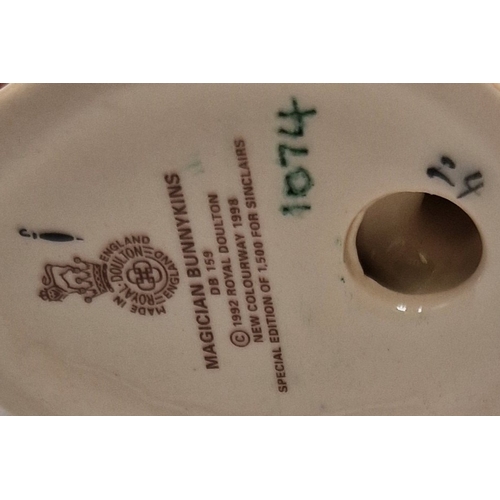 MADE IN ENGLAND
ROYAL DOULTON
ENGLAND
MAGICIAN BUNNYKINS
DB 159
© 1992 ROYAL DOULTON
NEW COLOURWAY 1998
SPECIAL EDITION OF 1,500 FOR SINCLAIRS
1074